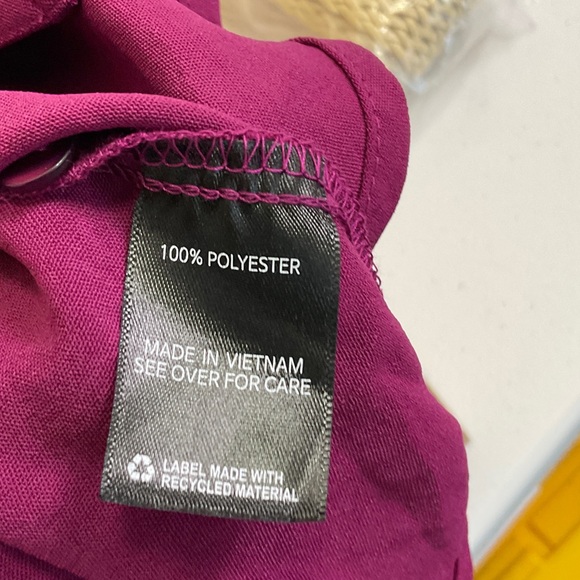 100% POLYESTER
MADE IN VIETNAM
SEE OVER FOR CARE
LABEL MADE WITH
RECYCLED MATERIAL